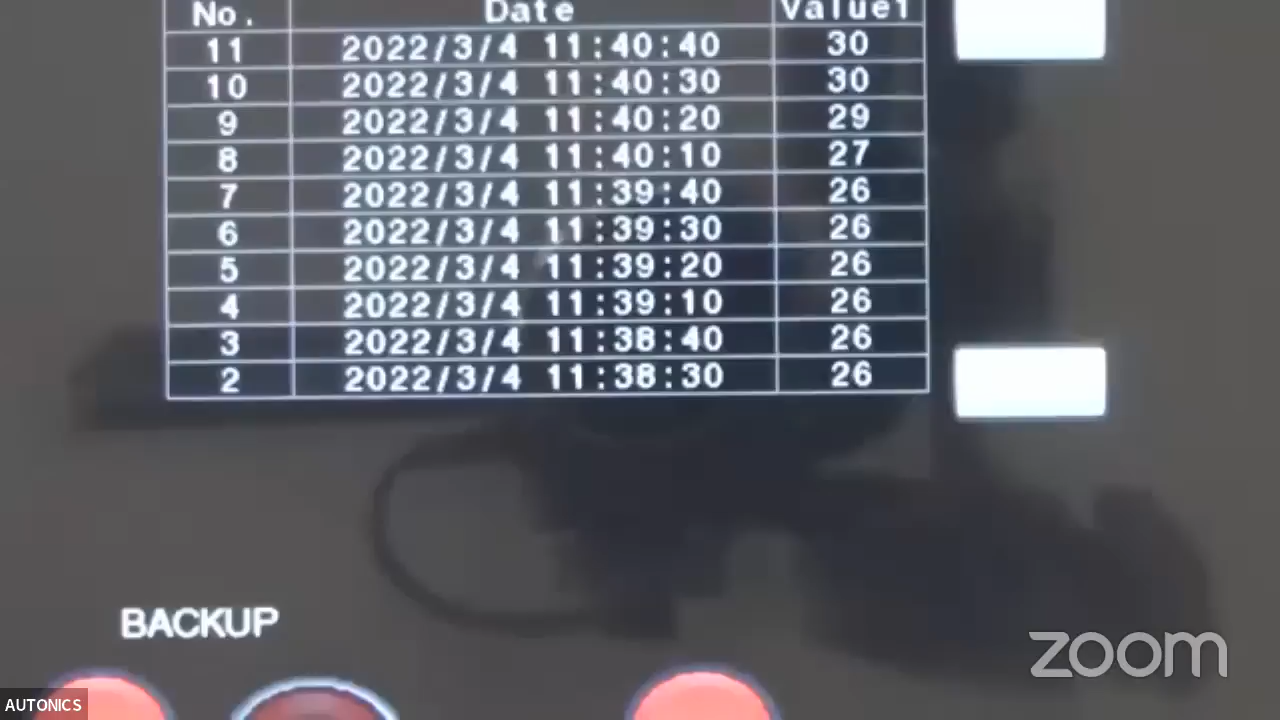 No. Date Value1
11 2022/3/4 11:40:40 30
10 2022/3/4 11:40:30 30
9 2022/3/4 11:40:20 29
8 2022/3/4 11:40:10 27
7 2022/3/4 11:39:40 26
6 2022/3/4 11:39:30 26
5 2022/3/4 11:39:20 26
4 2022/3/4 11:39:10 26
3 2022/3/4 11:38:40 26
2 2022/3/4 11:38:30 26
BACKUP
zoom
AUTONICS